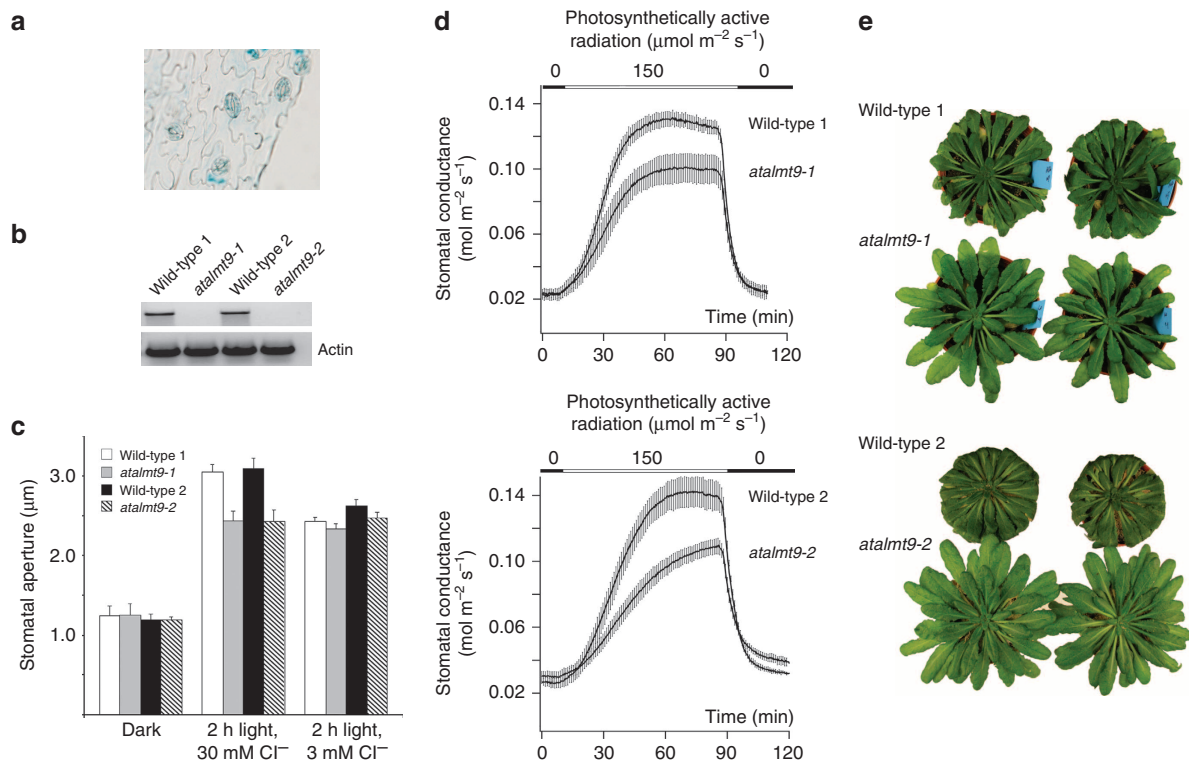 a
b
Wild-type 1
atalmt9-1
Wild-type 2
atalmt9-2
Actin
c
Stomatal aperture (μm)
3.0
2.0
1.0
Wild-type 1
atalmt9-1
Wild-type 2
atalmt9-2
Dark
2 h light,
30 mM Cl⁻
2 h light,
3 mM Cl⁻
d
Photosynthetically active
radiation (μmol m⁻² s⁻¹)
0 150 0
Stomatal conductance
(mol m⁻² s⁻¹)
0.14
0.10
0.06
0.02
Wild-type 1
atalmt9-1
Time (min)
0 30 60 90 120
Photosynthetically active
radiation (μmol m⁻² s⁻¹)
0 150 0
Stomatal conductance
(mol m⁻² s⁻¹)
0.14
0.10
0.06
0.02
Wild-type 2
atalmt9-2
Time (min)
0 30 60 90 120
e
Wild-type 1
atalmt9-1
Wild-type 2
atalmt9-2